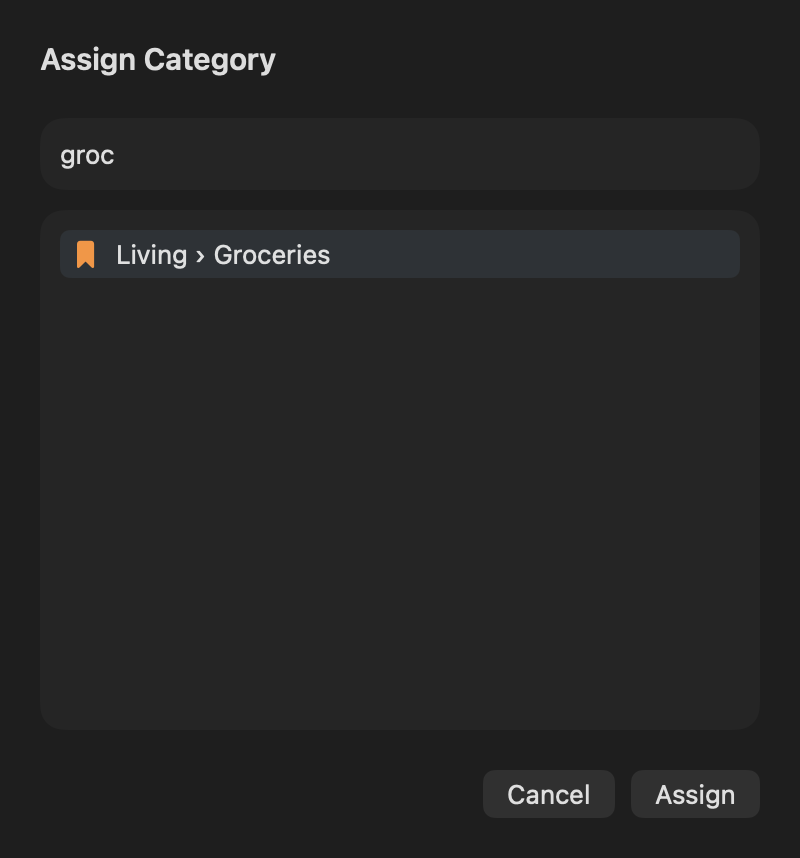 Assign Category
groc
Living › Groceries
Cancel
Assign